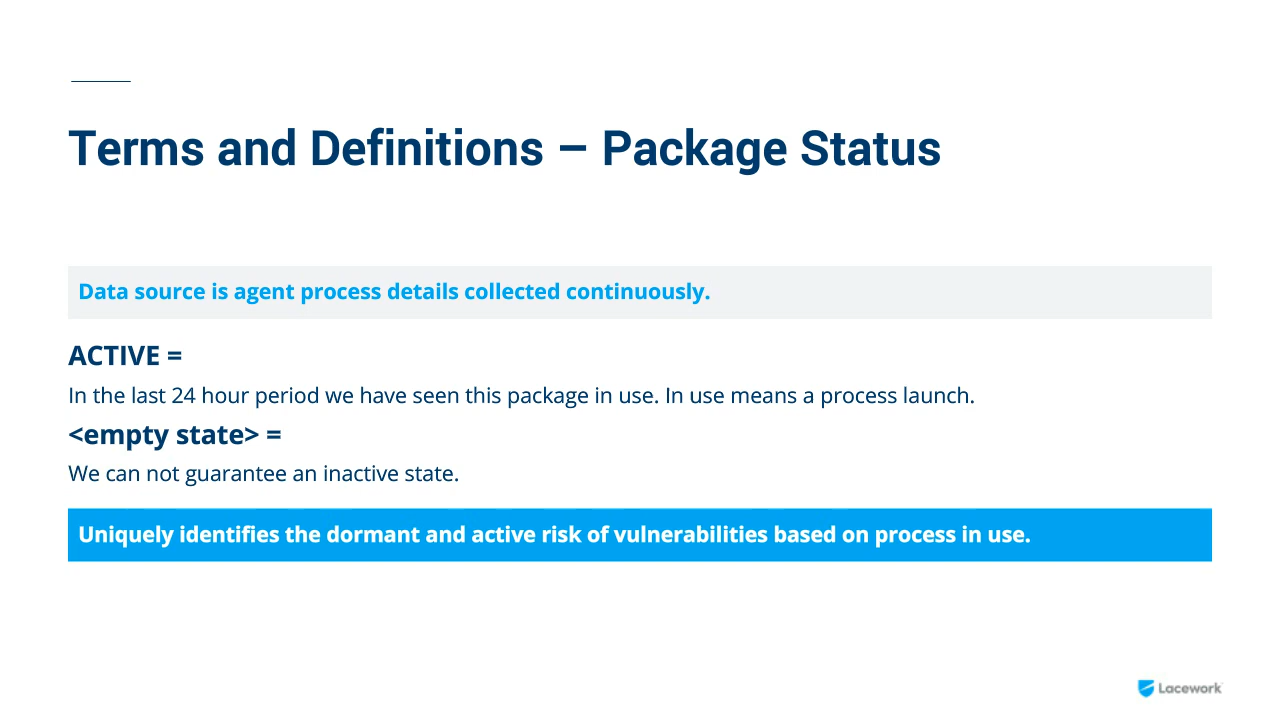 Terms and Definitions – Package Status
Data source is agent process details collected continuously.
ACTIVE =
In the last 24 hour period we have seen this package in use. In use means a process launch.
<empty state> =
We can not guarantee an inactive state.
Uniquely identifies the dormant and active risk of vulnerabilities based on process in use.
Lacework